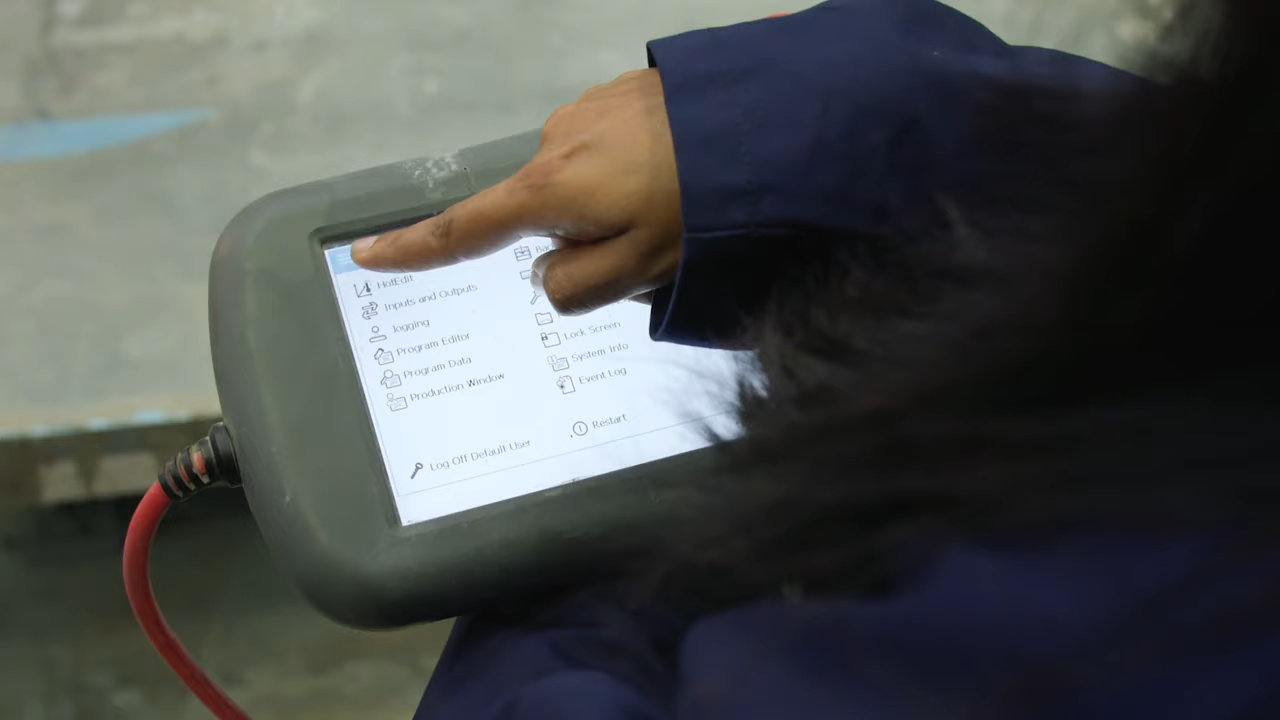 HotEdit
Inputs and Outputs
Jogging
Program Editor
Program Data
Production Window
Log Off Default User
Lock Screen
System Info
Event Log
Restart